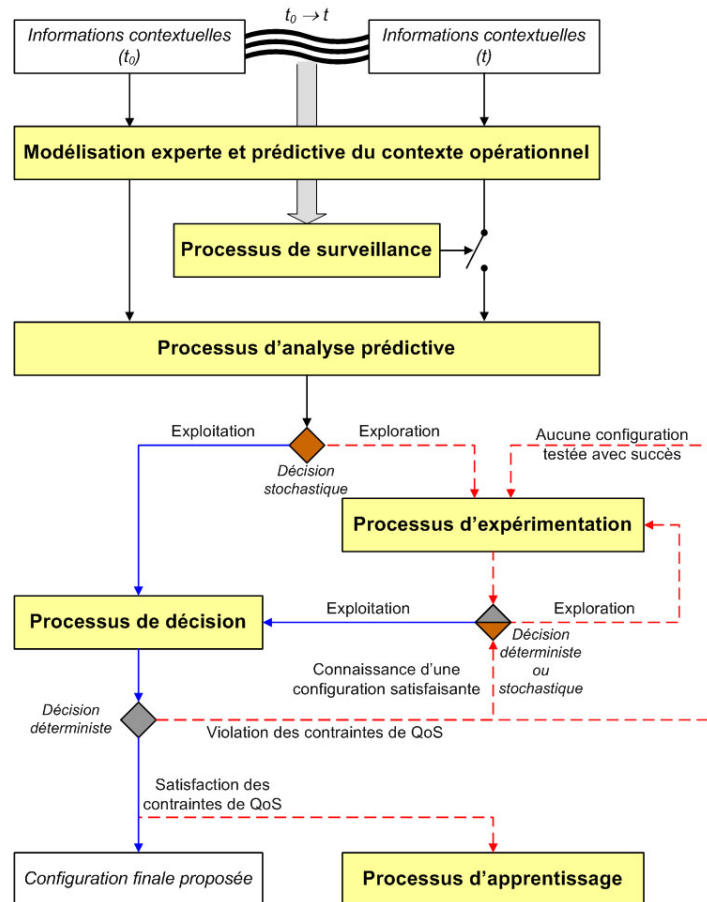 t₀ → t
Informations contextuelles
(t₀)
Informations contextuelles
(t)
Modélisation experte et prédictive du contexte opérationnel
Processus de surveillance
Processus d’analyse prédictive
Exploitation
Exploration
Décision
stochastique
Aucune configuration
testée avec succès
Processus d’expérimentation
Processus de décision
Exploitation
Exploration
Décision
déterministe
ou
stochastique
Connaissance d’une
configuration satisfaisante
Décision
déterministe
Violation des contraintes de QoS
Satisfaction des
contraintes de QoS
Configuration finale proposée
Processus d’apprentissage